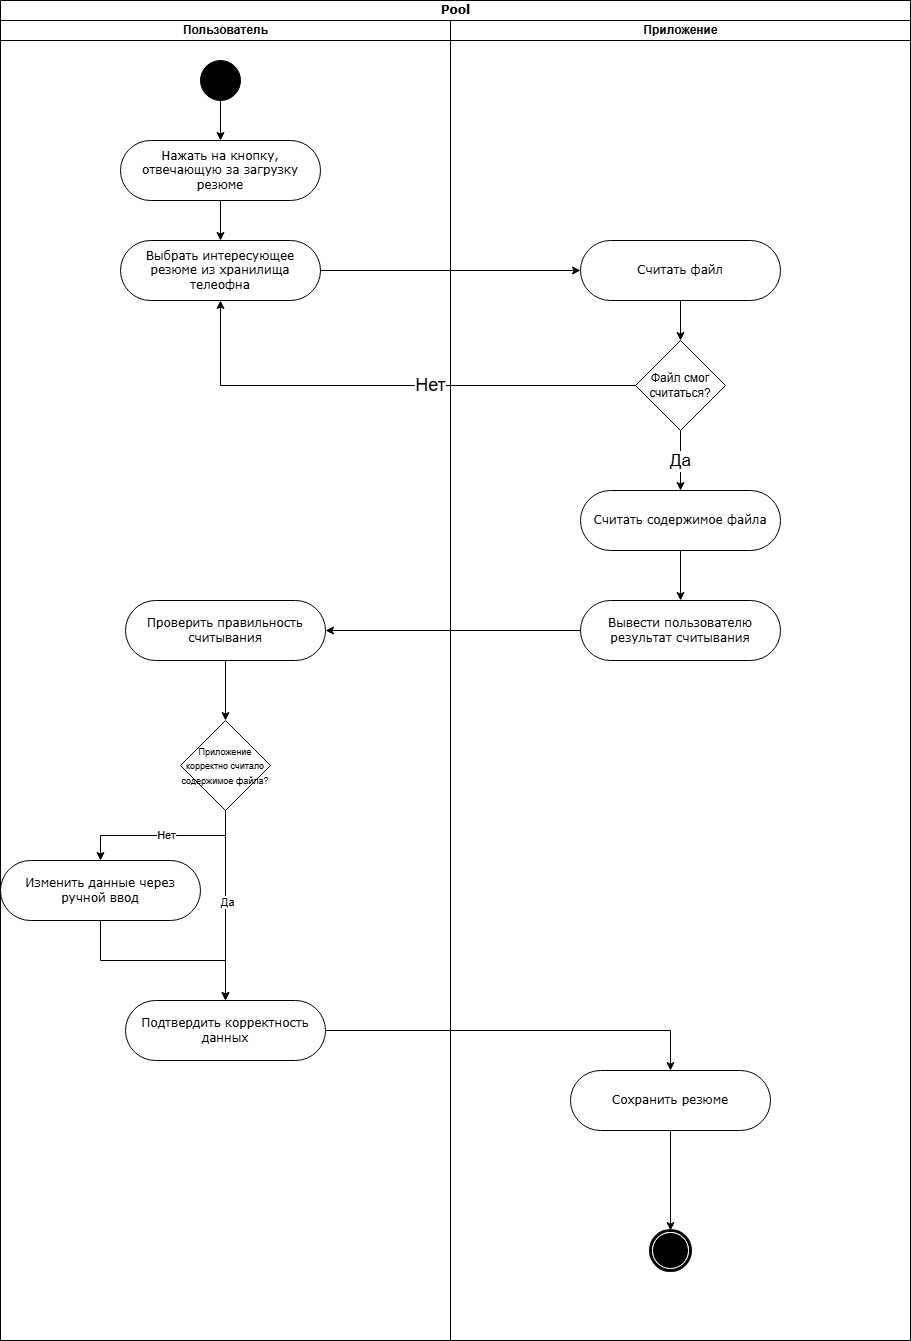 Pool
Пользователь
Приложение
Нажать на кнопку,
отвечающую за загрузку
резюме
Выбрать интересующее
резюме из хранилища
телеофна
Считать файл
Файл смог
считаться?
Нет
Да
Считать содержимое файла
Вывести пользователю
результат считывания
Проверить правильность
считывания
Приложение
корректно считало
содержимое файла?
Нет
Изменить данные через
ручной ввод
Да
Подтвердить корректность
данных
Сохранить резюме